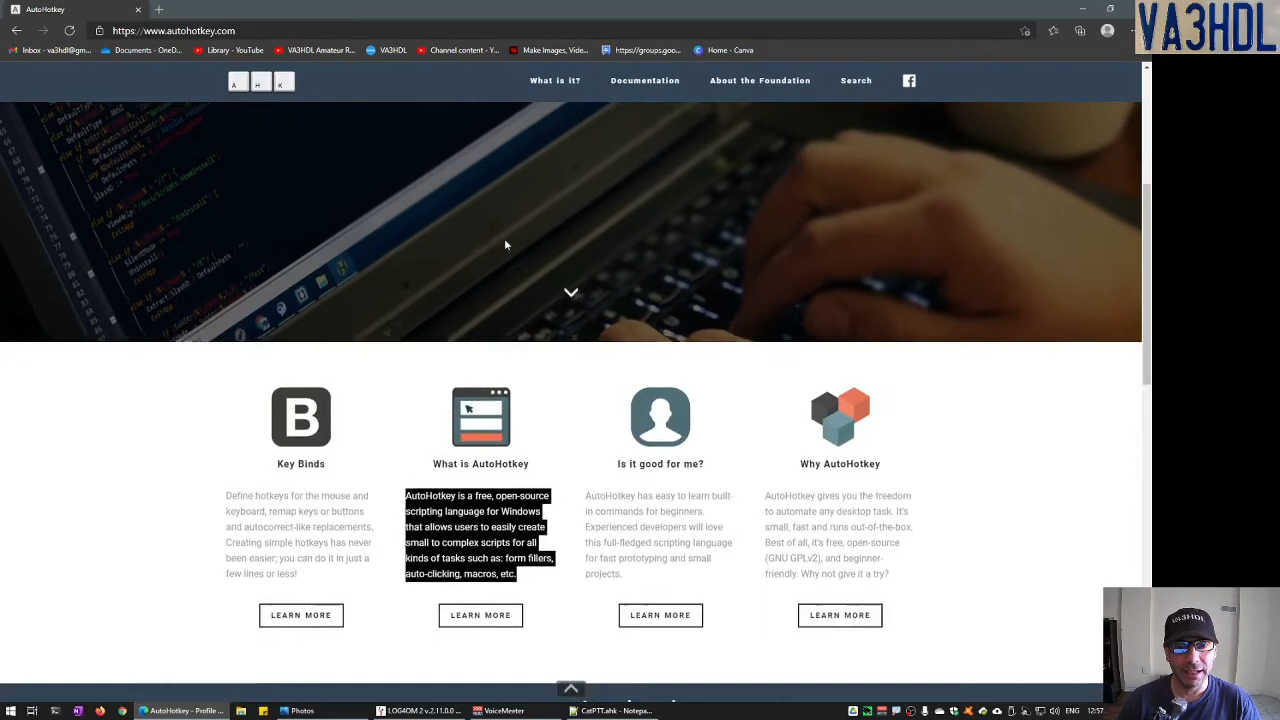 AutoHotkey
https://www.autohotkey.com
Inbox - va3hdl@gm...
Documents - OneD...
Library - YouTube
VA3HDL Amateur R...
VA3HDL
Channel content - Y...
Make Images, Vide...
https://groups.goo...
Home - Canva
VA3HDL
A H K
What is it?
Documentation
About the Foundation
Search
Key Binds
Define hotkeys for the mouse and
keyboard, remap keys or buttons
and autocorrect-like replacements.
Creating simple hotkeys has never
been easier; you can do it in just a
few lines or less!
LEARN MORE
What is AutoHotkey
AutoHotkey is a free, open-source
scripting language for Windows
that allows users to easily create
small to complex scripts for all
kinds of tasks such as: form fillers,
auto-clicking, macros, etc.
LEARN MORE
Is it good for me?
AutoHotkey has easy to learn built-
in commands for beginners.
Experienced developers will love
this full-fledged scripting language
for fast prototyping and small
projects.
LEARN MORE
Why AutoHotkey
AutoHotkey gives you the freedom
to automate any desktop task. It's
small, fast and runs out-of-the-box.
Best of all, it's free, open-source
(GNU GPLv2), and beginner-
friendly. Why not give it a try?
LEARN MORE
VA3HDL
AutoHotkey - Profile ...
Photos
LOG4OM 2 v.2.11.0.0 ...
VoiceMeeter
CatPTT.ahk - Notepa...
ENG
12:57